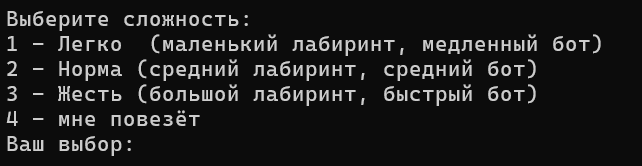 Выберите сложность:
1 - Легко  (маленький лабиринт, медленный бот)
2 - Норма (средний лабиринт, средний бот)
3 - Жесть (большой лабиринт, быстрый бот)
4 - мне повезёт
Ваш выбор: